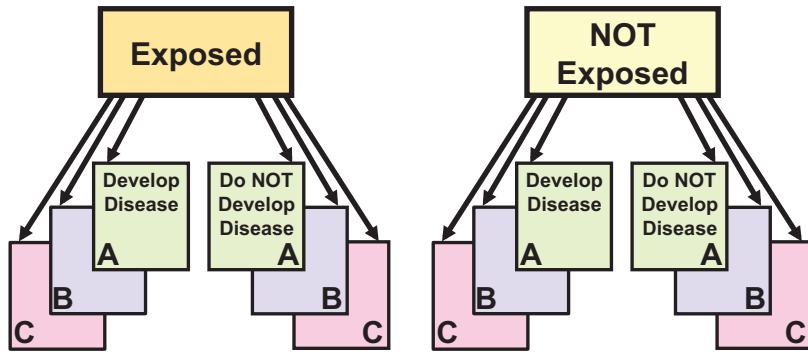 Exposed
NOT
Exposed
Develop
Disease
A
B
C
Do NOT
Develop
Disease
A
B
C
Develop
Disease
A
B
C
Do NOT
Develop
Disease
A
B
C